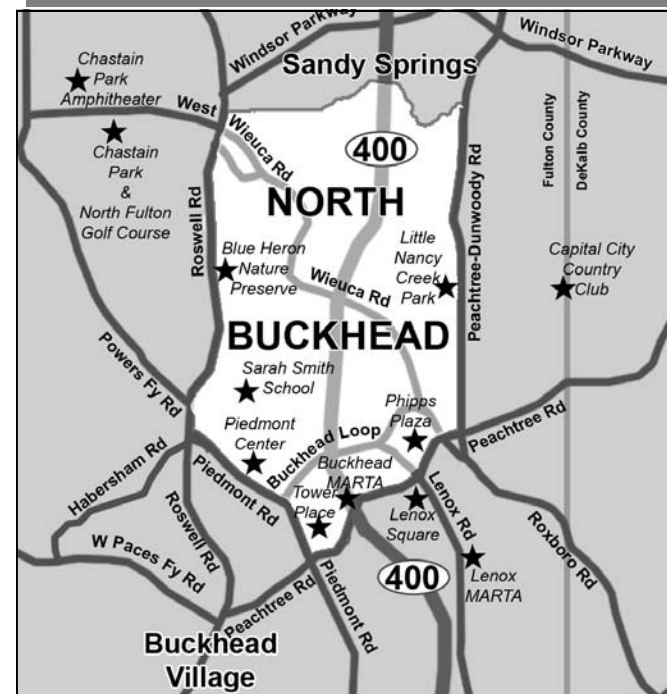 Windsor Parkway
Windsor Parkway
Sandy Springs
Chastain
Park
Amphitheater
West
Wieuca Rd
400
Fulton County
DeKalb County
Chastain
Park
&
North Fulton
Golf Course
NORTH
Roswell Rd
Peachtree-Dunwoody Rd
Blue Heron
Nature
Preserve
Little
Nancy
Creek
Park
Capital City
Country
Club
Wieuca Rd
BUCKHEAD
Powers Fy Rd
Sarah Smith
School
Phipps
Plaza
Peachtree Rd
Piedmont
Center
Buckhead Loop
Buckhead
MARTA
Habersham Rd
Piedmont Rd
Tower
Place
Lenox Rd
Lenox
Square
Roxboro Rd
Roswell Rd
W Paces Fy Rd
Lenox
MARTA
400
Peachtree Rd
Piedmont Rd
Buckhead
Village